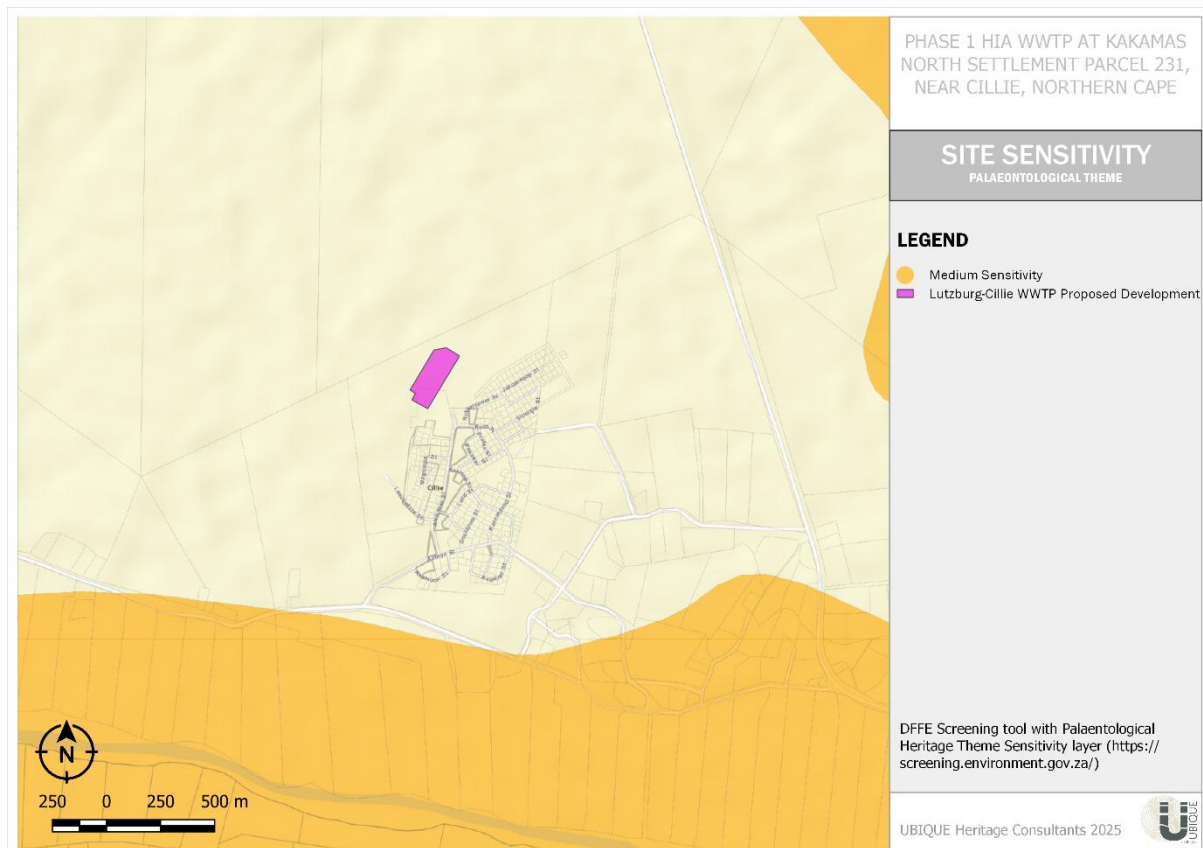 PHASE 1 HIA WWTP AT KAKAMAS
NORTH SETTLEMENT PARCEL 231,
NEAR CILLIE, NORTHERN CAPE
SITE SENSITIVITY
PALAEONTOLOGICAL THEME
LEGEND
Medium Sensitivity
Lutzburg-Cillie WWTP Proposed Development
Cillie
N
250 0 250 500 m
DFFE Screening tool with Palaentological
Heritage Theme Sensitivity layer (https://
screening.environment.gov.za/)
UBIQUE Heritage Consultants 2025
UBIQUE